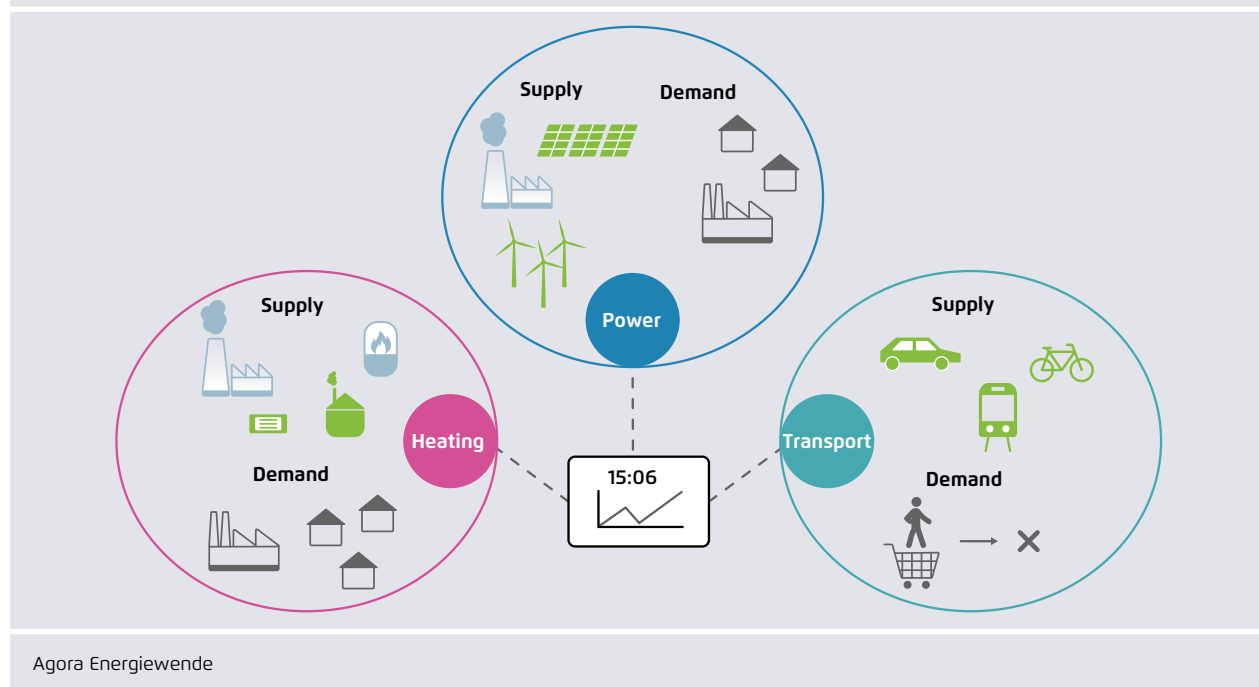 Supply
Demand
Power
Supply
Heating
Demand
Supply
Transport
Demand
15:06
Agora Energiewende